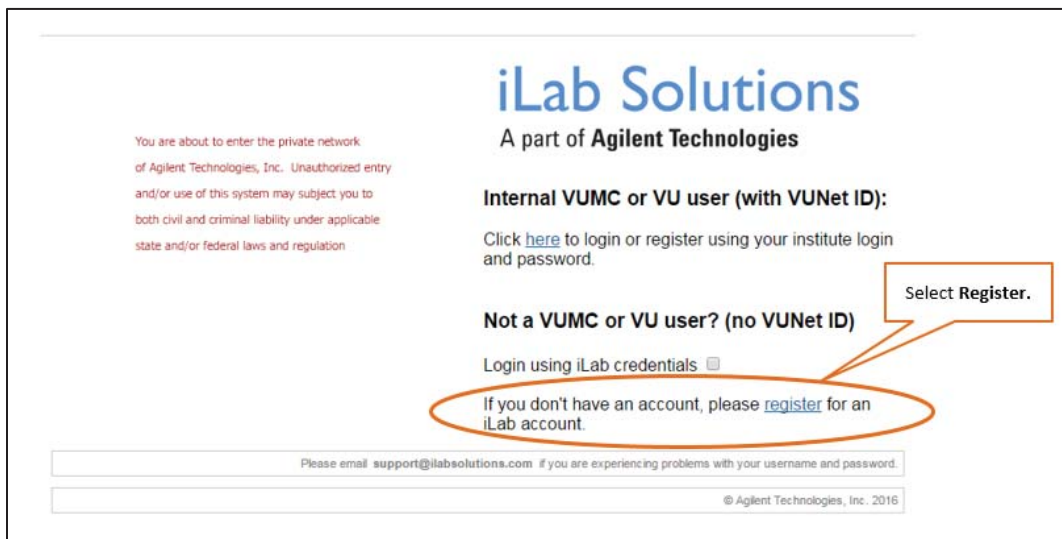 iLab Solutions
A part of Agilent Technologies
You are about to enter the private network
of Agilent Technologies, Inc. Unauthorized entry
and/or use of this system may subject you to
both civil and criminal liability under applicable
state and/or federal laws and regulation
Internal VUMC or VU user (with VUNet ID):
Click here to login or register using your institute login
and password.
Select Register.
Not a VUMC or VU user? (no VUNet ID)
Login using iLab credentials
If you don't have an account, please register for an
iLab account.
Please email support@ilabsolutions.com if you are experiencing problems with your username and password.
© Agilent Technologies, Inc. 2016